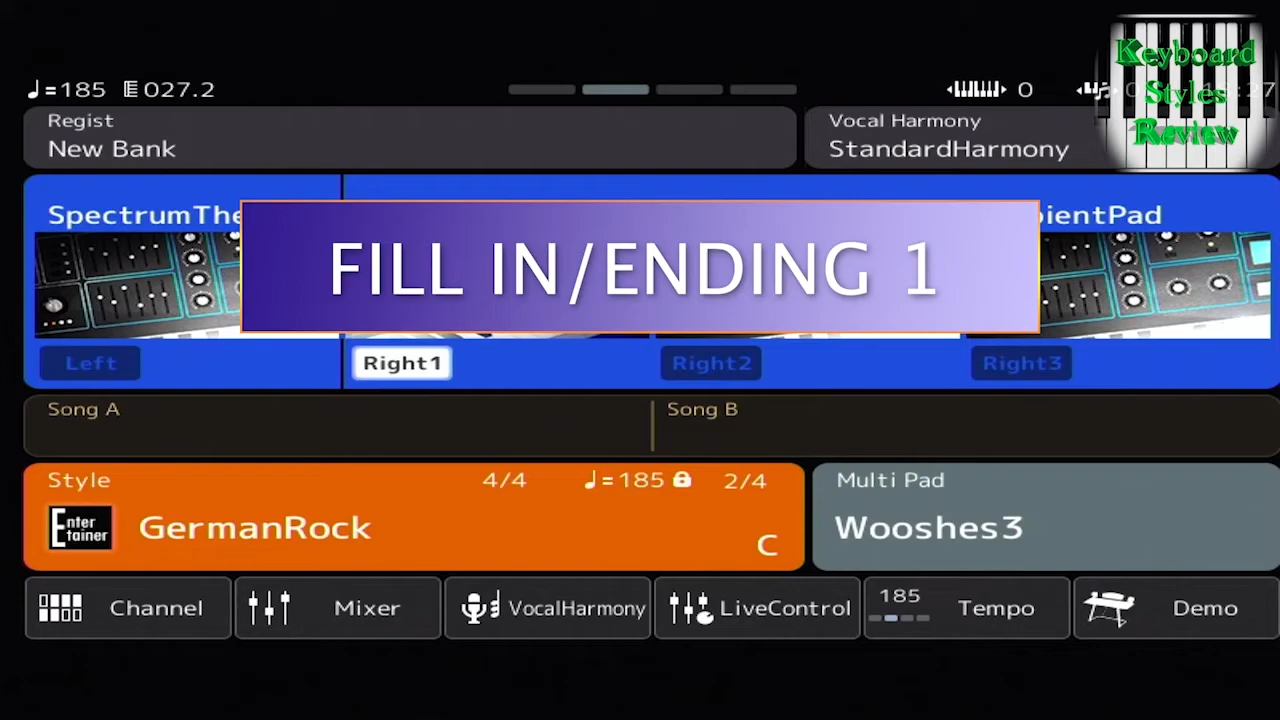 ♩=185 027.2
0
Keyboard
Styles
Review
Regist
New Bank
Vocal Harmony
StandardHarmony
SpectrumThe
bientPad
FILL IN/ENDING 1
Left
Right1
Right2
Right3
Song A
Song B
Style 4/4 ♩=185 2/4
Enter
tainer
GermanRock
C
Multi Pad
Wooshes3
Channel
Mixer
VocalHarmony
LiveControl
185
Tempo
Demo